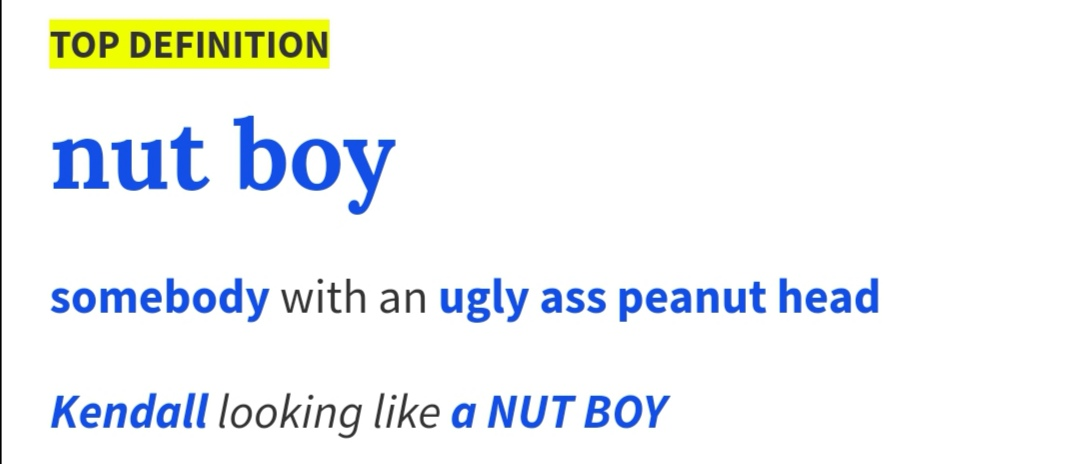 TOP DEFINITION
nut boy
somebody with an ugly ass peanut head
Kendall looking like a NUT BOY